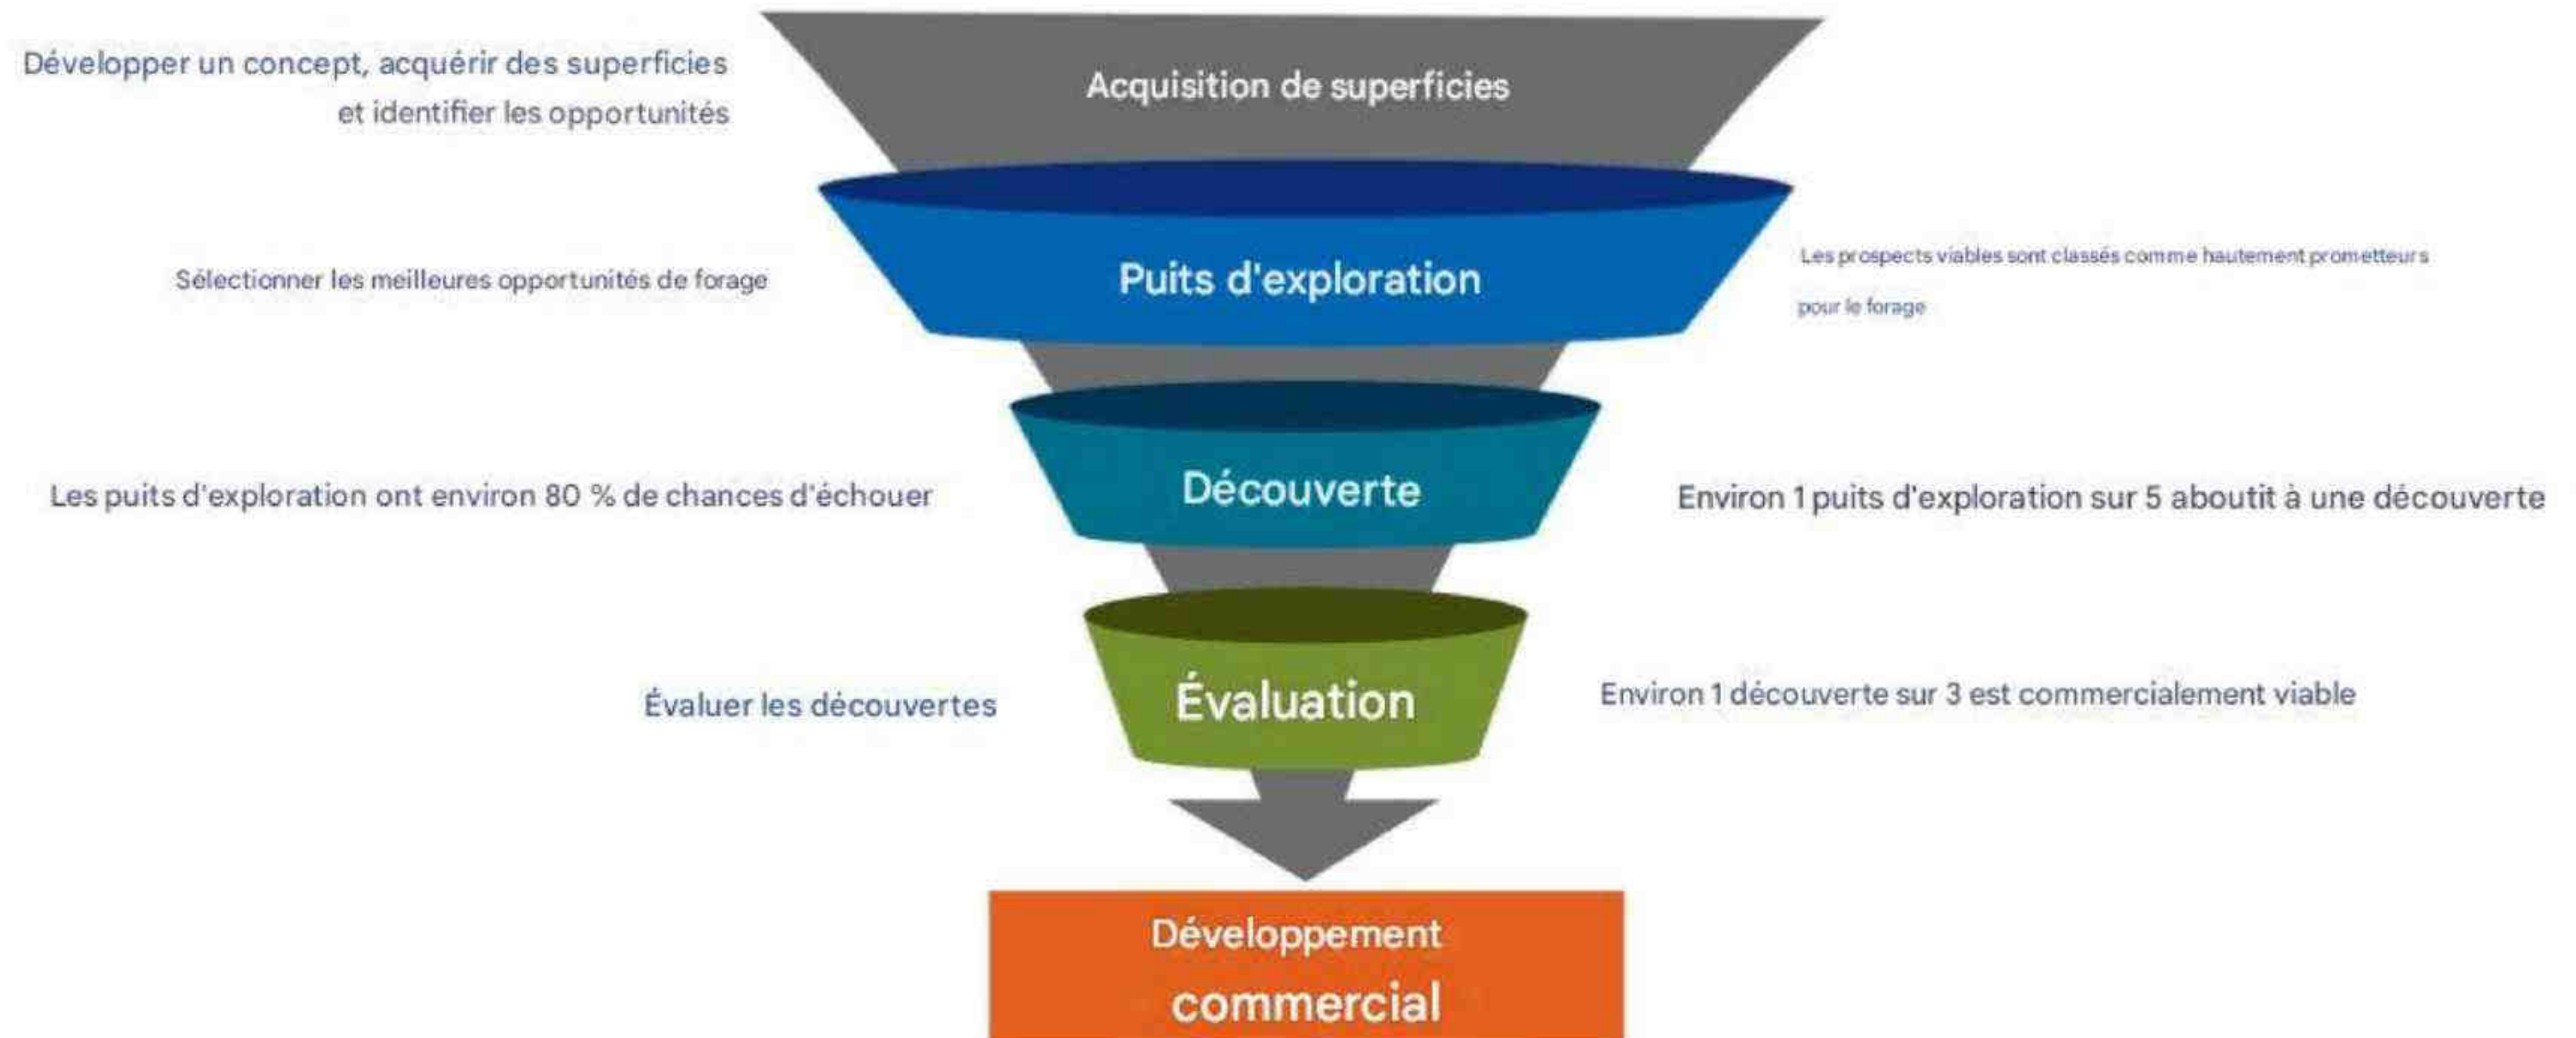 Développer un concept, acquérir des superficies
et identifier les opportunités
Acquisition de superficies
Sélectionner les meilleures opportunités de forage
Puits d'exploration
Les prospects viables sont classés comme hautement prometteurs
pour le forage
Les puits d'exploration ont environ 80 % de chances d'échouer
Découverte
Environ 1 puits d'exploration sur 5 aboutit à une découverte
Évaluer les découvertes
Évaluation
Environ 1 découverte sur 3 est commercialement viable
Développement
commercial